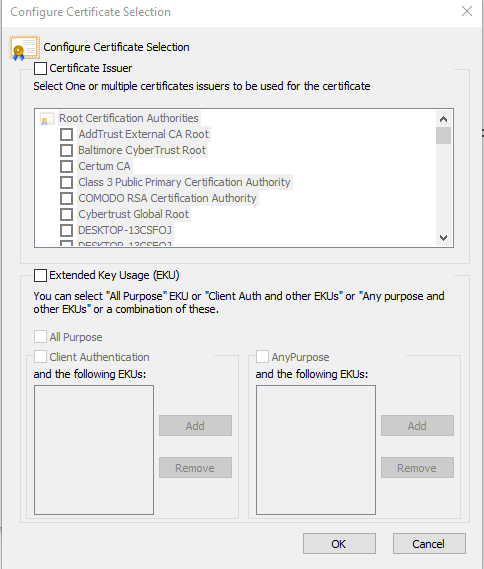 Configure Certificate Selection
Configure Certificate Selection
Certificate Issuer
Select One or multiple certificates issuers to be used for the certificate
Root Certification Authorities
AddTrust External CA Root
Baltimore CyberTrust Root
Certum CA
Class 3 Public Primary Certification Authority
COMODO RSA Certification Authority
Cybertrust Global Root
DESKTOP-13CSFOJ
DESKTOP-13CSFOJ
Extended Key Usage (EKU)
You can select "All Purpose" EKU or "Client Auth and other EKUs" or "Any purpose and
other EKUs" or a combination of these.
All Purpose
Client Authentication
and the following EKUs:
Add
Remove
AnyPurpose
and the following EKUs:
Add
Remove
OK
Cancel